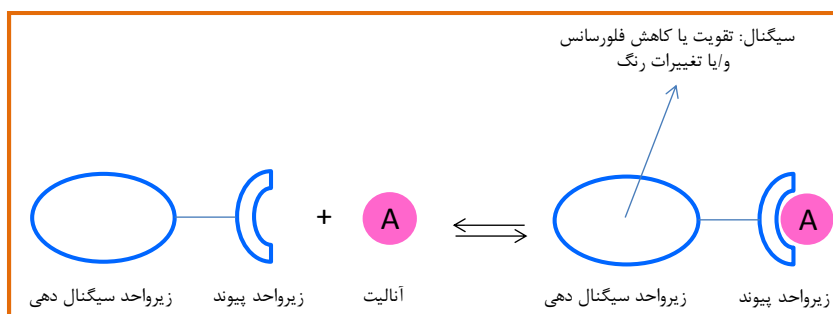 سیگنال: تقویت یا کاهش فلورسانس
و/یا تغییرات رنگ
A
+
A
زیرواحد سیگنال دهی
زیرواحد پیوند
آنالیت
زیرواحد سیگنال دهی
زیرواحد پیوند